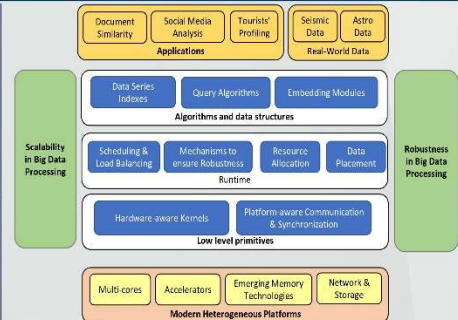 Document
Similarity
Social Media
Analysis
Tourists'
Profiling
Applications
Seismic
Data
Astro
Data
Real-World Data
Scalability
in Big Data
Processing
Data Series
Indexes
Query Algorithms
Embedding Modules
Algorithms and data structures
Scheduling &
Load Balancing
Mechanisms to
ensure Robustness
Resource
Allocation
Data
Placement
Runtime
Hardware-aware Kernels
Platform-aware Communication
& Synchronization
Low level primitives
Robustness
in Big Data
Processing
Multi-cores
Accelerators
Emerging Memory
Technologies
Network &
Storage
Modern Heterogeneous Platforms